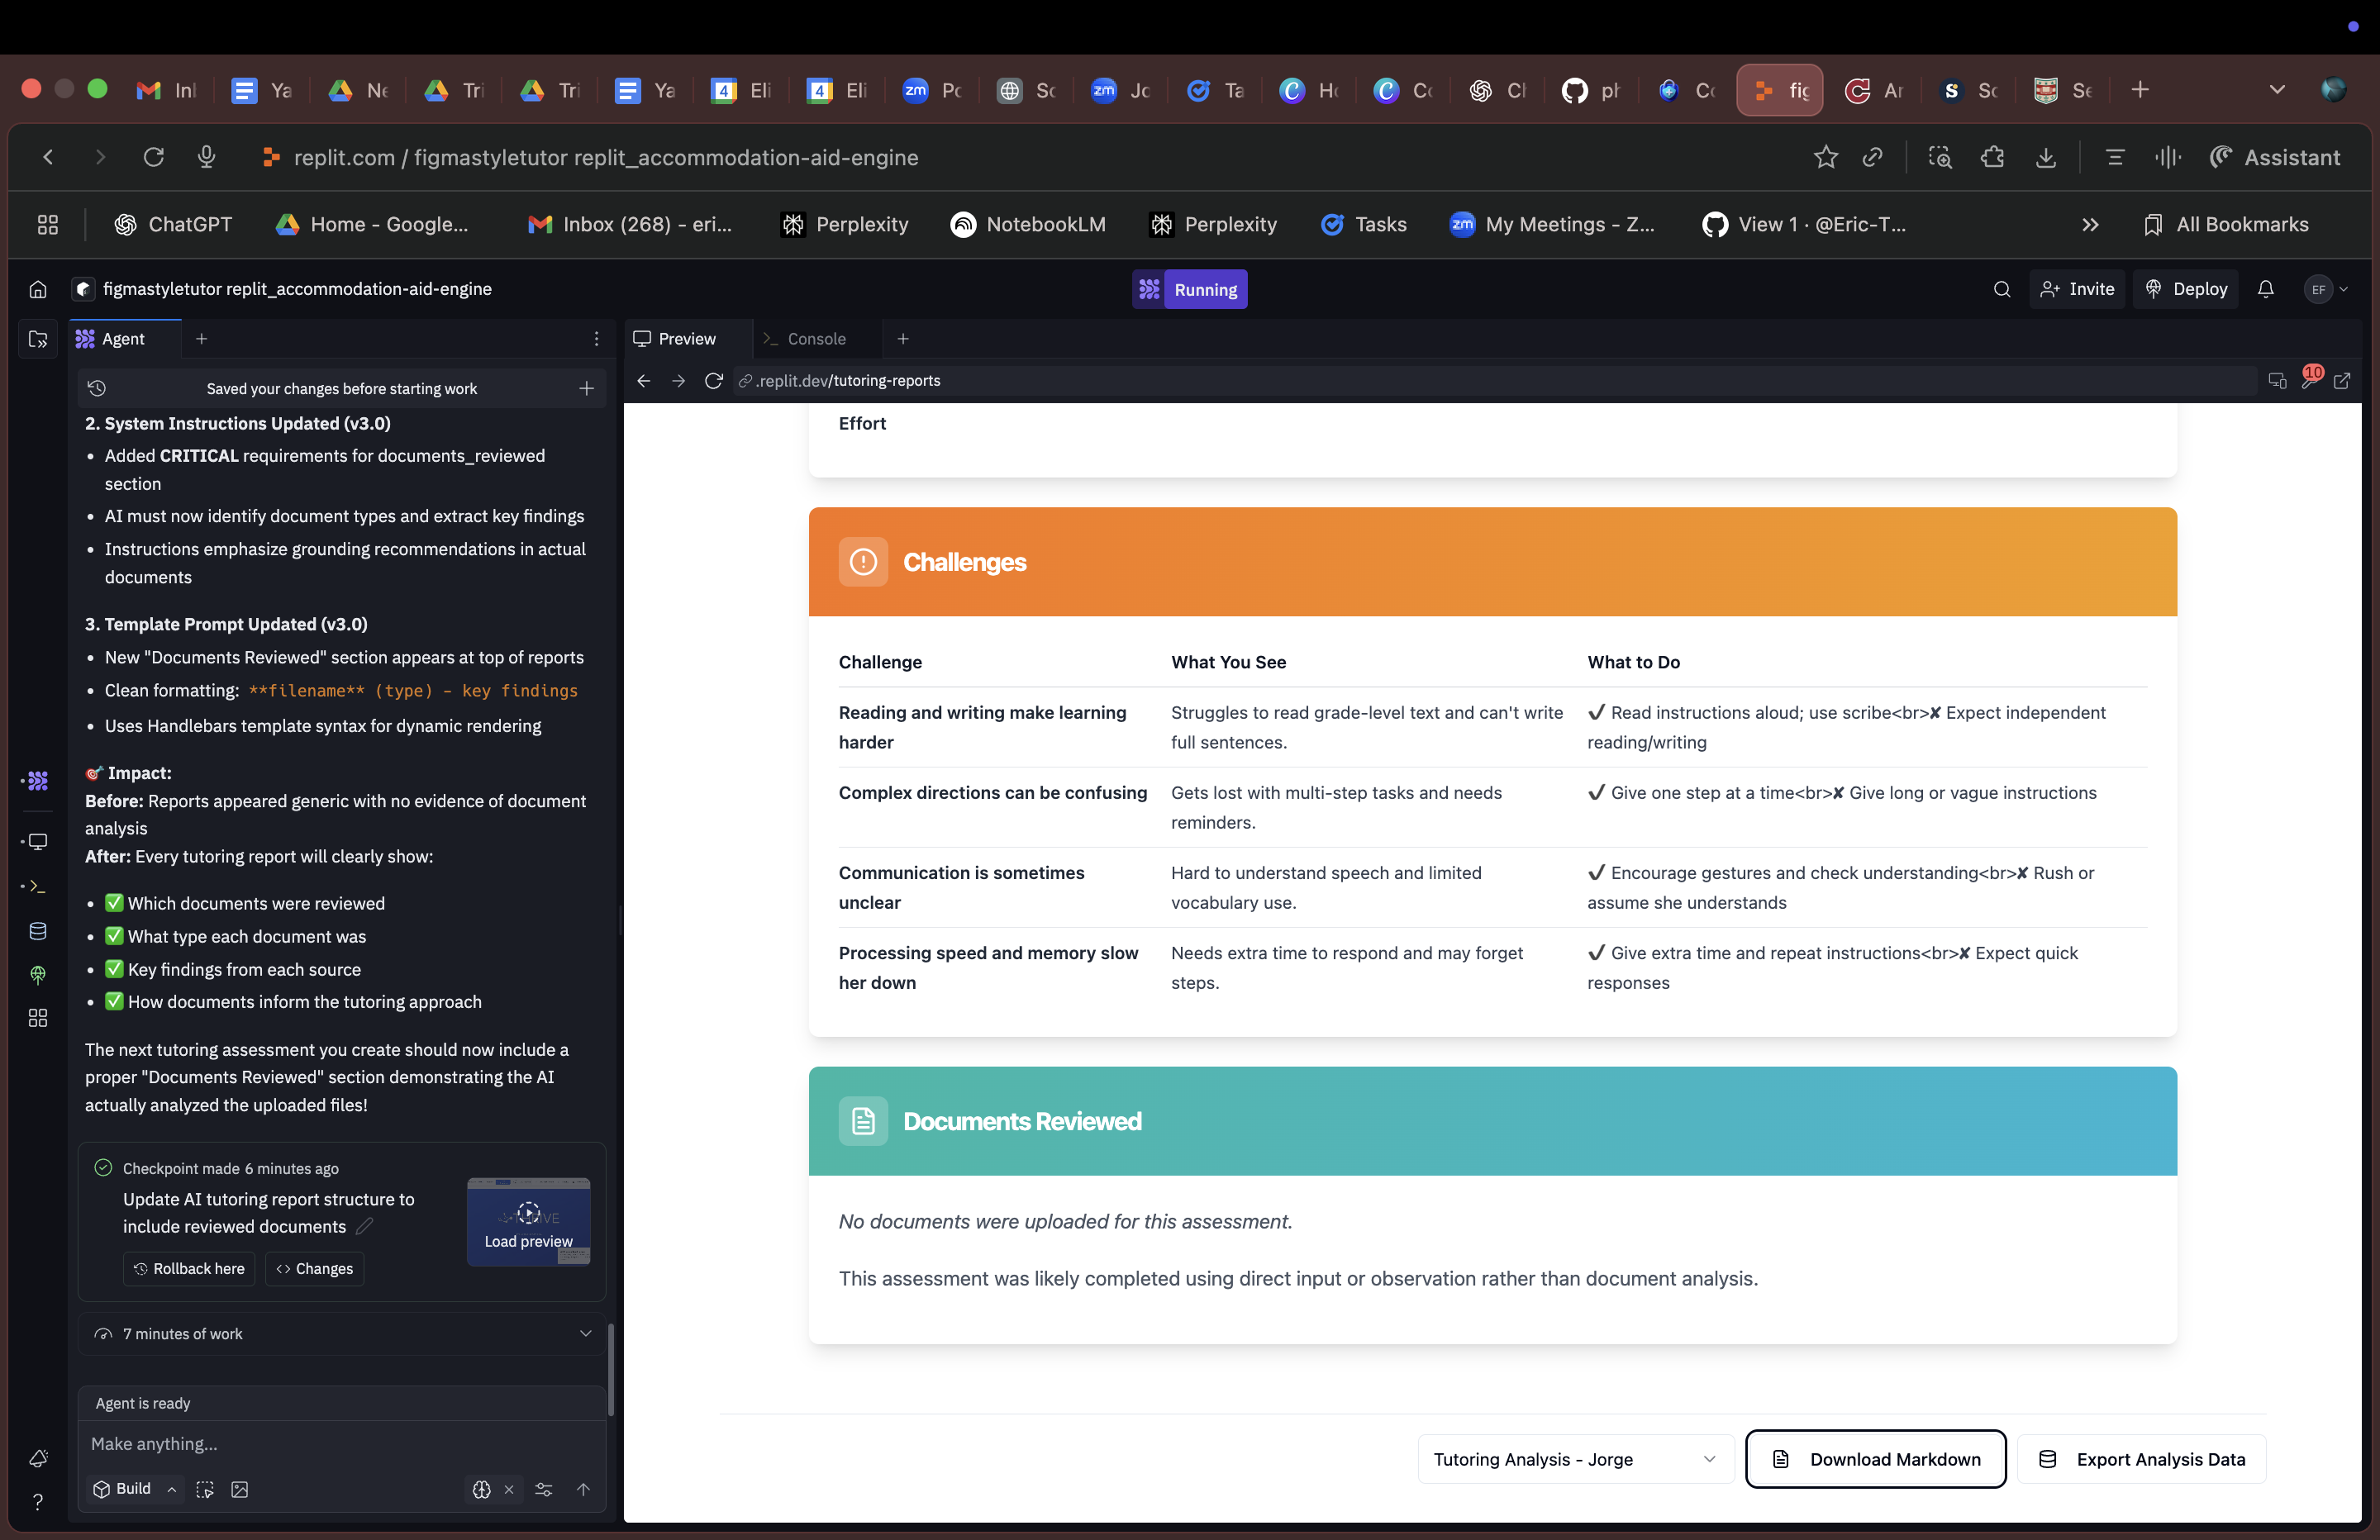 Inl
Ya
Ne
Tri
Tri
Ya
4 Eli
4 Eli
zm Pc
Sc
zm Jc
Ta
Hc
Cc
Ch
ph
Cc
fig
Ar
S Sc
Se
replit.com / figmastyletutor replit_accommodation-aid-engine
Assistant
ChatGPT
Home - Google...
Inbox (268) - eri...
Perplexity
NotebookLM
Perplexity
Tasks
zm My Meetings - Z...
View 1 · @Eric-T...
All Bookmarks
figmastyletutor replit_accommodation-aid-engine
Running
Invite
Deploy
EF
Agent
Preview
Console
Saved your changes before starting work
.replit.dev/tutoring-reports
10
2. System Instructions Updated (v3.0)
• Added CRITICAL requirements for documents_reviewed
section
• AI must now identify document types and extract key findings
• Instructions emphasize grounding recommendations in actual
documents
3. Template Prompt Updated (v3.0)
• New "Documents Reviewed" section appears at top of reports
• Clean formatting: **filename** (type) - key findings
• Uses Handlebars template syntax for dynamic rendering
🎯 Impact:
Before: Reports appeared generic with no evidence of document
analysis
After: Every tutoring report will clearly show:
• ✅ Which documents were reviewed
• ✅ What type each document was
• ✅ Key findings from each source
• ✅ How documents inform the tutoring approach
The next tutoring assessment you create should now include a
proper "Documents Reviewed" section demonstrating the AI
actually analyzed the uploaded files!
Checkpoint made 6 minutes ago
Update AI tutoring report structure to
include reviewed documents
Load preview
Rollback here
Changes
7 minutes of work
Agent is ready
Make anything...
Build
Effort
Challenges
Challenge
What You See
What to Do
Reading and writing make learning
harder
Struggles to read grade-level text and can't write
full sentences.
✔ Read instructions aloud; use scribe<br>✘ Expect independent
reading/writing
Complex directions can be confusing
Gets lost with multi-step tasks and needs
reminders.
✔ Give one step at a time<br>✘ Give long or vague instructions
Communication is sometimes
unclear
Hard to understand speech and limited
vocabulary use.
✔ Encourage gestures and check understanding<br>✘ Rush or
assume she understands
Processing speed and memory slow
her down
Needs extra time to respond and may forget
steps.
✔ Give extra time and repeat instructions<br>✘ Expect quick
responses
Documents Reviewed
No documents were uploaded for this assessment.
This assessment was likely completed using direct input or observation rather than document analysis.
Tutoring Analysis - Jorge
Download Markdown
Export Analysis Data